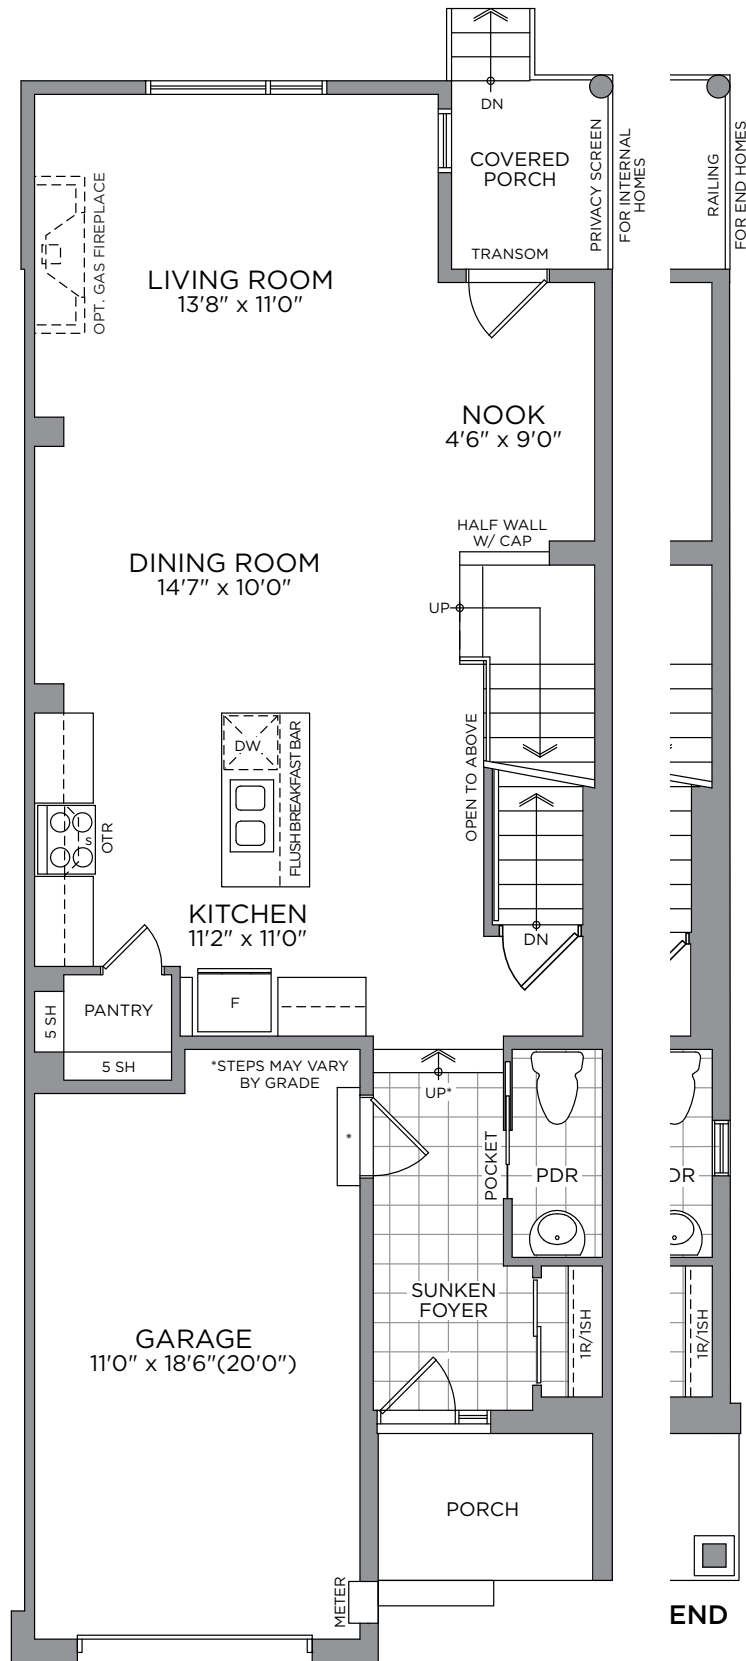 DN
COVERED
PORCH
PRIVACY SCREEN
FOR INTERNAL
HOMES
RAILING
FOR END HOMES
TRANSOM
OPT. GAS FIREPLACE
LIVING ROOM
13'8" x 11'0"
NOOK
4'6" x 9'0"
HALF WALL
W/ CAP
DINING ROOM
14'7" x 10'0"
UP
OPEN TO ABOVE
DW
FLUSH BREAKFAST BAR
S
OTR
KITCHEN
11'2" x 11'0"
DN
PANTRY
5 SH
5 SH
F
*STEPS MAY VARY
BY GRADE
UP*
*
POCKET
PDR
DR
SUNKEN
FOYER
1R/1SH
1R/1SH
GARAGE
11'0" x 18'6"(20'0")
PORCH
METER
END